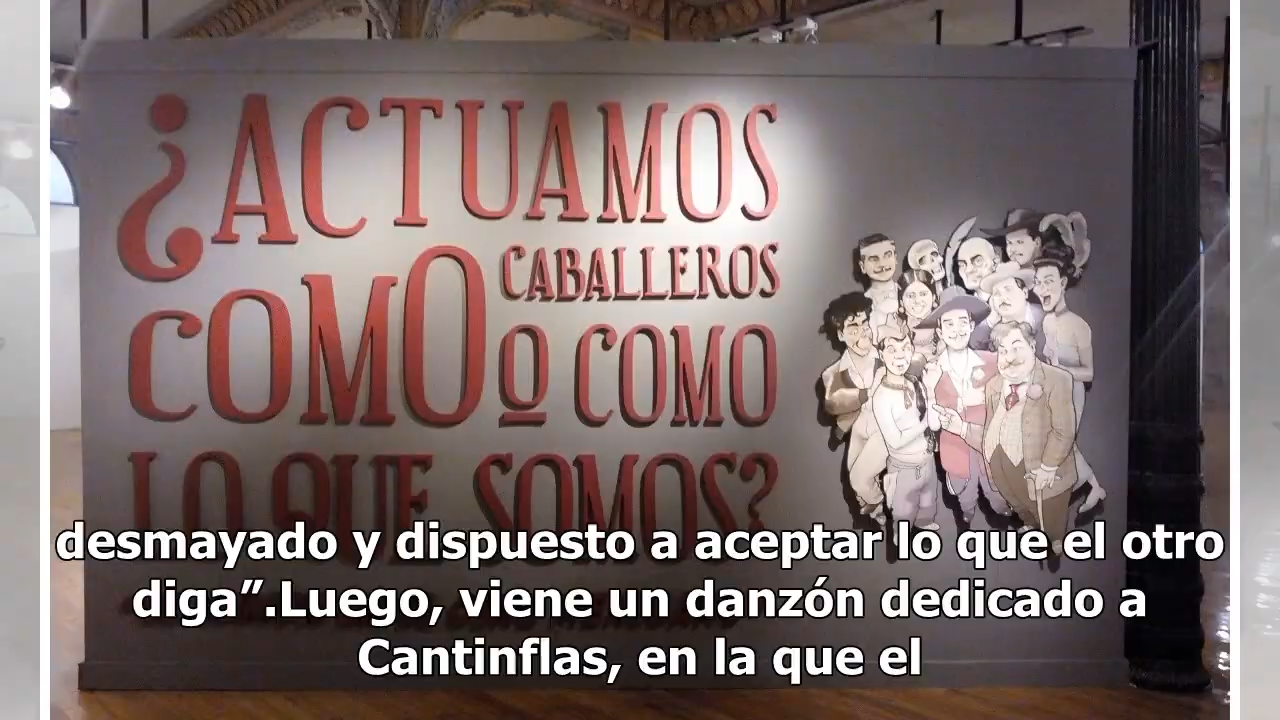 ¿ACTUAMOS
COMO CABALLEROS
O COMO
LO QUE SOMOS?
desmayado y dispuesto a aceptar lo que el otro
diga”.Luego, viene un danzón dedicado a
Cantinflas, en la que el